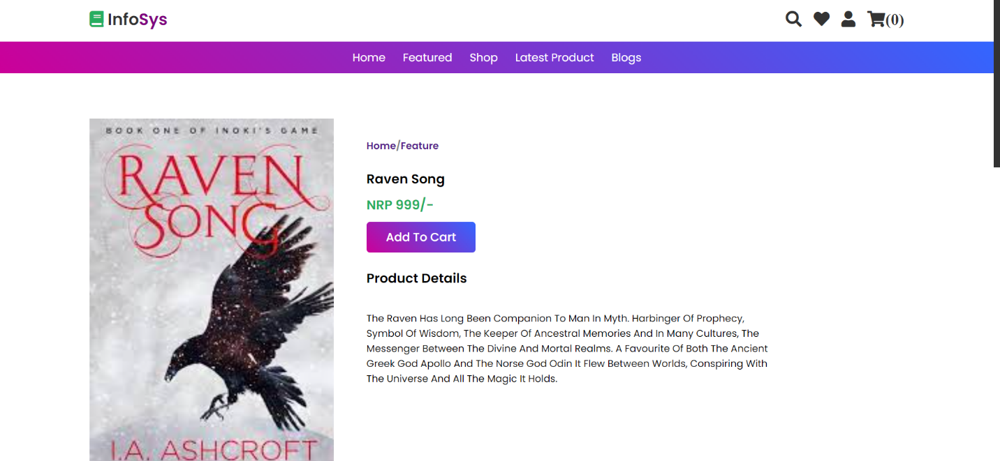 InfoSys
(0)
Home Featured Shop Latest Product Blogs
BOOK ONE OF INOKI'S GAME
RAVEN
SONG
I.A. ASHCROFT
Home/Feature
Raven Song
NRP 999/-
Add To Cart
Product Details
The Raven Has Long Been Companion To Man In Myth. Harbinger Of Prophecy,
Symbol Of Wisdom, The Keeper Of Ancestral Memories And In Many Cultures, The
Messenger Between The Divine And Mortal Realms. A Favourite Of Both The Ancient
Greek God Apollo And The Norse God Odin It Flew Between Worlds, Conspiring With
The Universe And All The Magic It Holds.